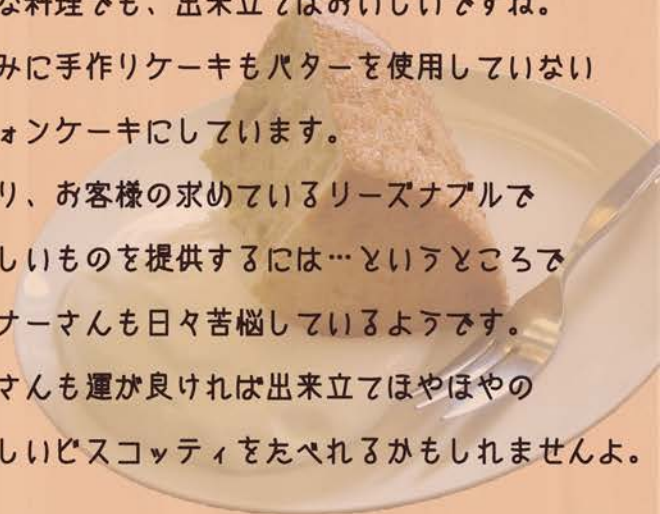 な料理でも、出来立てはおいしいですね。
みに手作りケーキもバターを使用していない
ォンケーキにしています。
り、お客様の求めているリーズナブルで
しいものを提供するには…というところで
ナーさんも日々苦悩しているようです。
さんも運が良ければ出来立てほやほやの
しいビスコッティをたべれるかもしれませんよ。